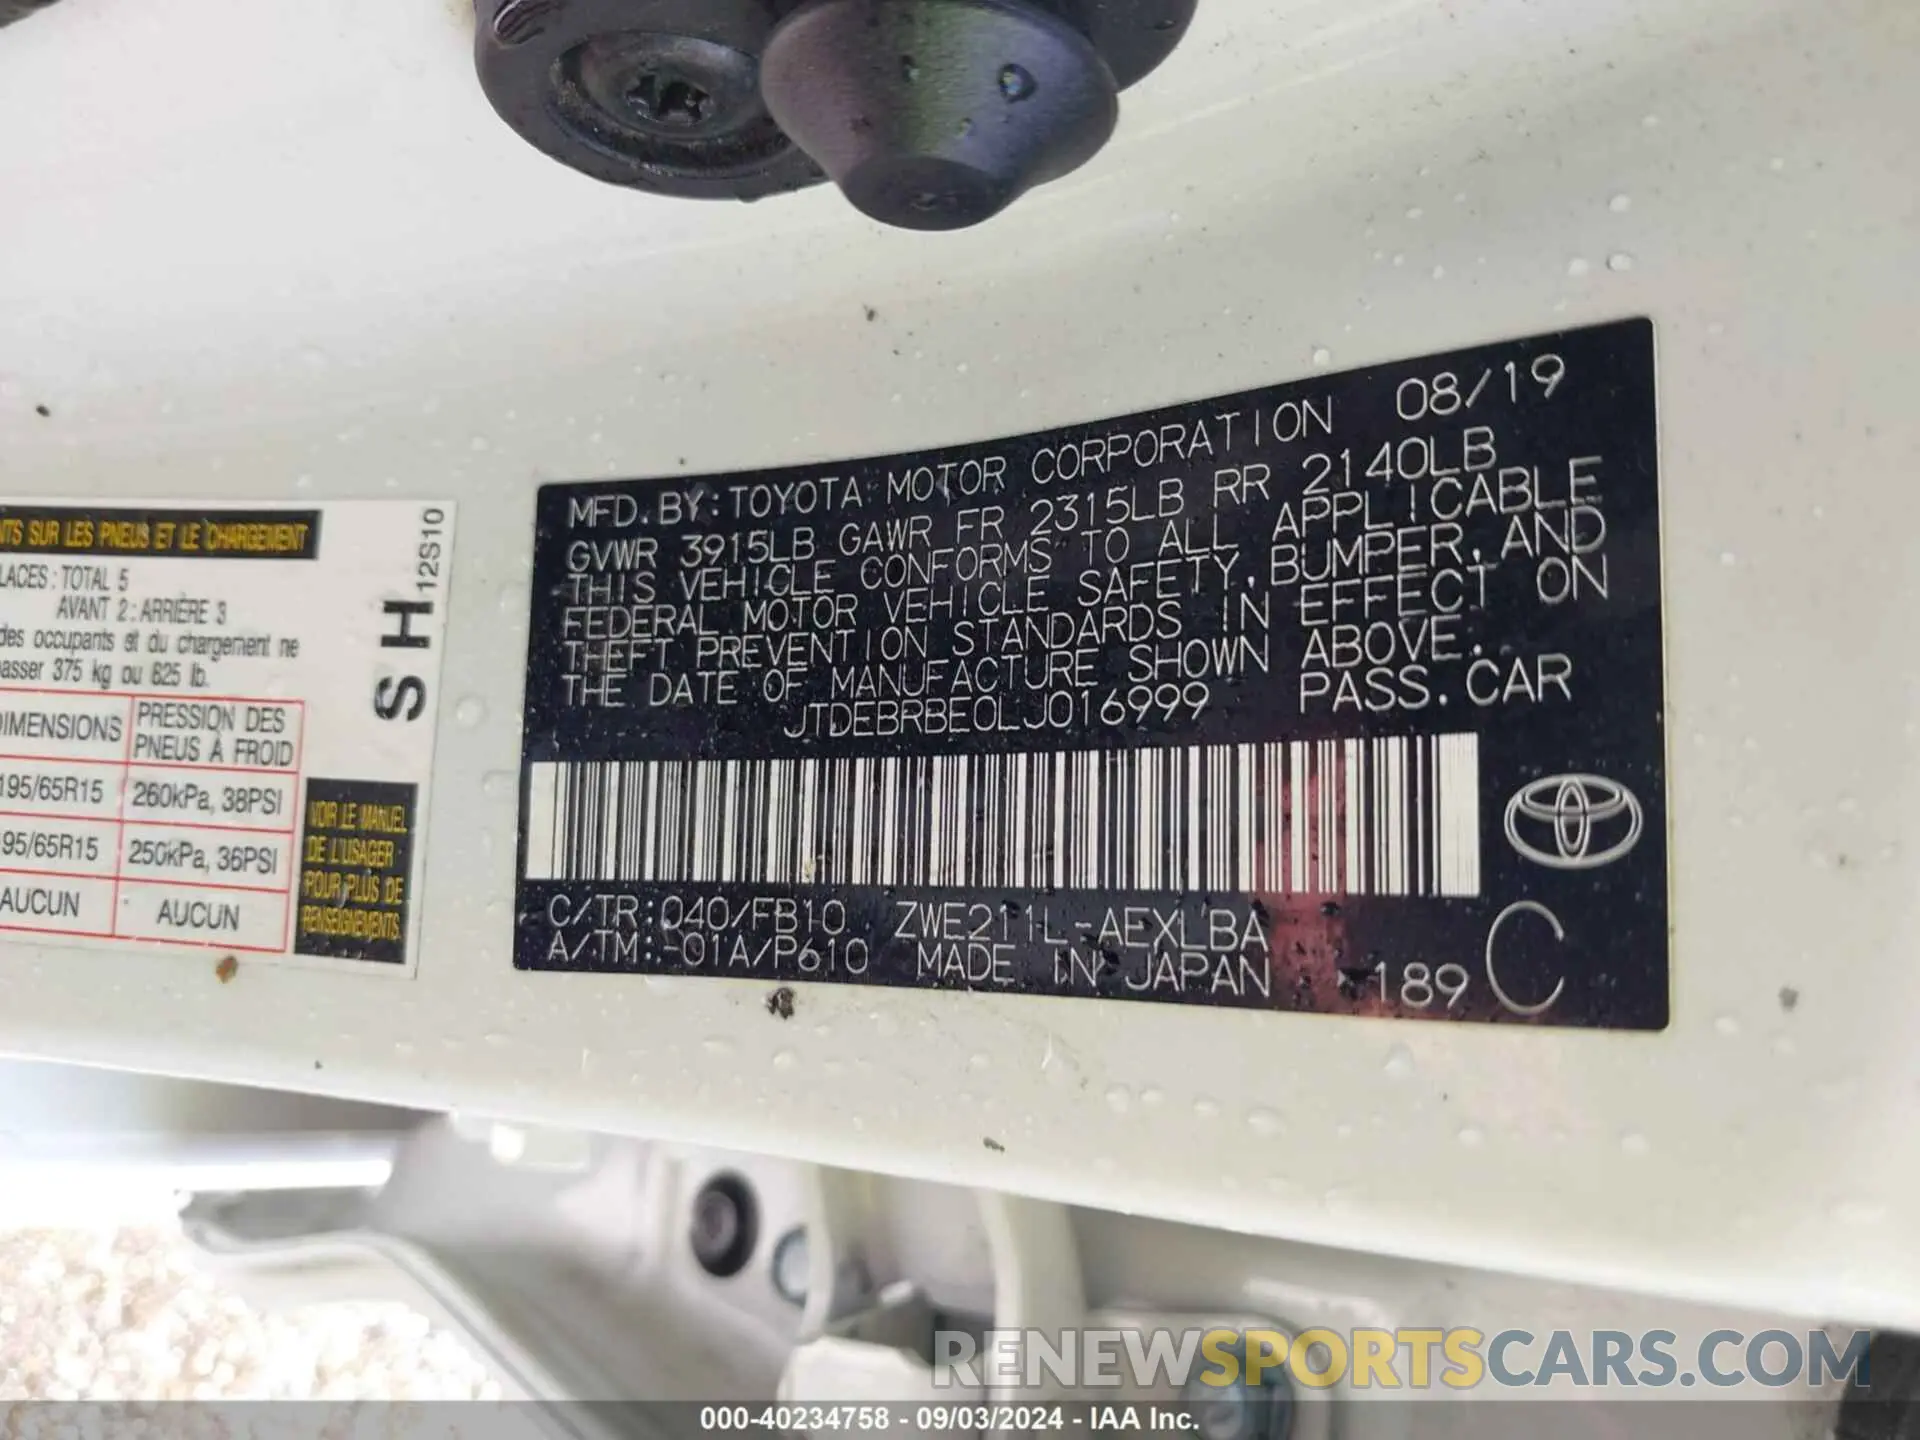 NTS SUR LES PNEUS ET LE CHARGEMENT
LACES : TOTAL 5
AVANT 2 : ARRIÈRE 3
des occupants et du chargement ne
passer 375 kg ou 825 lb.
DIMENSIONS PRESSION DES PNEUS À FROID
195/65R15 260kPa, 38PSI
195/65R15 250kPa, 36PSI
AUCUN AUCUN
S H 12S10
VOIR LE MANUEL
DE L'USAGER
POUR PLUS DE
RENSEIGNEMENTS
MFD. BY: TOYOTA MOTOR CORPORATION 08/19
GVWR 3915LB GAWR FR 2315LB RR 2140LB
THIS VEHICLE CONFORMS TO ALL APPLICABLE
FEDERAL MOTOR VEHICLE SAFETY, BUMPER, AND
THEFT PREVENTION STANDARDS IN EFFECT ON
THE DATE OF MANUFACTURE SHOWN ABOVE.
JTDEBRBE0LJ016999 PASS. CAR
C/TR: 040/FB10 ZWE211L-AEXLBA
A/TM: -01A/P610 MADE IN JAPAN 189 C
RENEWSPORTSCARS.COM
000-40234758 - 09/03/2024 - IAA Inc.